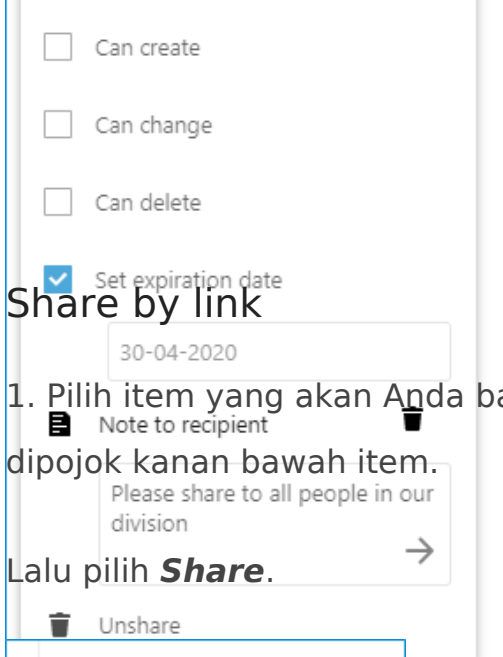 Can create
Can change
Can delete
Set expiration date
Share by link
30-04-2020
1. Pilih item yang akan Anda
Note to recipient
dipojok kanan bawah item.
Please share to all people in our
division
Lalu pilih Share.
Unshare